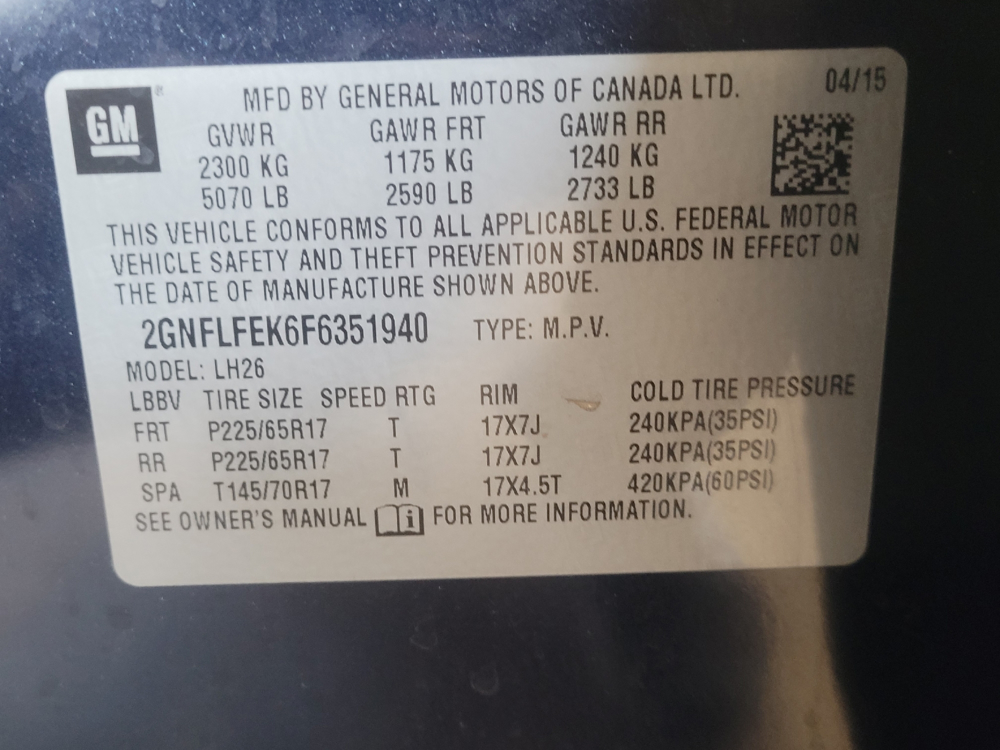 GM
®
MFD BY GENERAL MOTORS OF CANADA LTD. 04/15
GVWR GAWR FRT GAWR RR
2300 KG 1175 KG 1240 KG
5070 LB 2590 LB 2733 LB
THIS VEHICLE CONFORMS TO ALL APPLICABLE U.S. FEDERAL MOTOR
VEHICLE SAFETY AND THEFT PREVENTION STANDARDS IN EFFECT ON
THE DATE OF MANUFACTURE SHOWN ABOVE.
2GNFLFEK6F6351940 TYPE: M.P.V.
MODEL: LH26
LBBV TIRE SIZE SPEED RTG RIM COLD TIRE PRESSURE
FRT P225/65R17 T 17X7J 240KPA(35PSI)
RR P225/65R17 T 17X7J 240KPA(35PSI)
SPA T145/70R17 M 17X4.5T 420KPA(60PSI)
SEE OWNER'S MANUAL i FOR MORE INFORMATION.